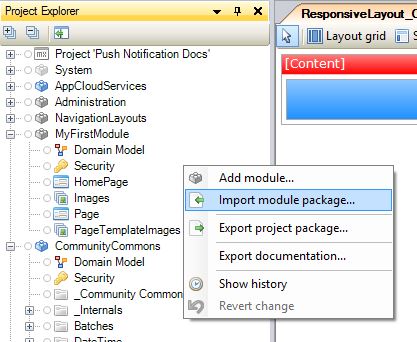 Project Explorer
Project 'Push Notification Docs'
System
AppCloudServices
Administration
NavigationLayouts
MyFirstModule
Domain Model
Security
HomePage
Images
Page
PageTemplateImages
CommunityCommons
Domain Model
Security
_Community Common
_Internals
Batches
DateTime
Add module...
Import module package...
Export project package...
Export documentation...
Show history
Revert change
ResponsiveLayout_C
Layout grid
S
[Content]